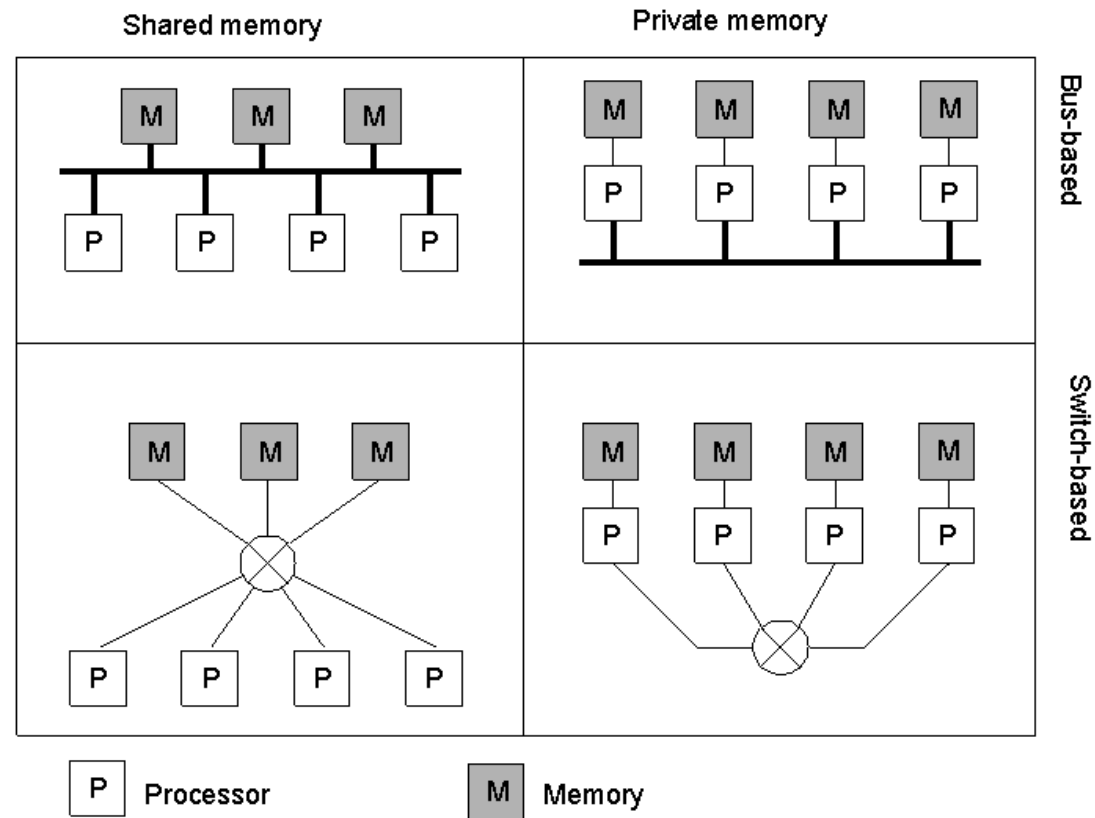 Shared memory
Private memory
M M M
M M M M
P P P P
P P P P
Bus-based
M M M
M M M M
P P P P
P P P P
Switch-based
P Processor
M Memory